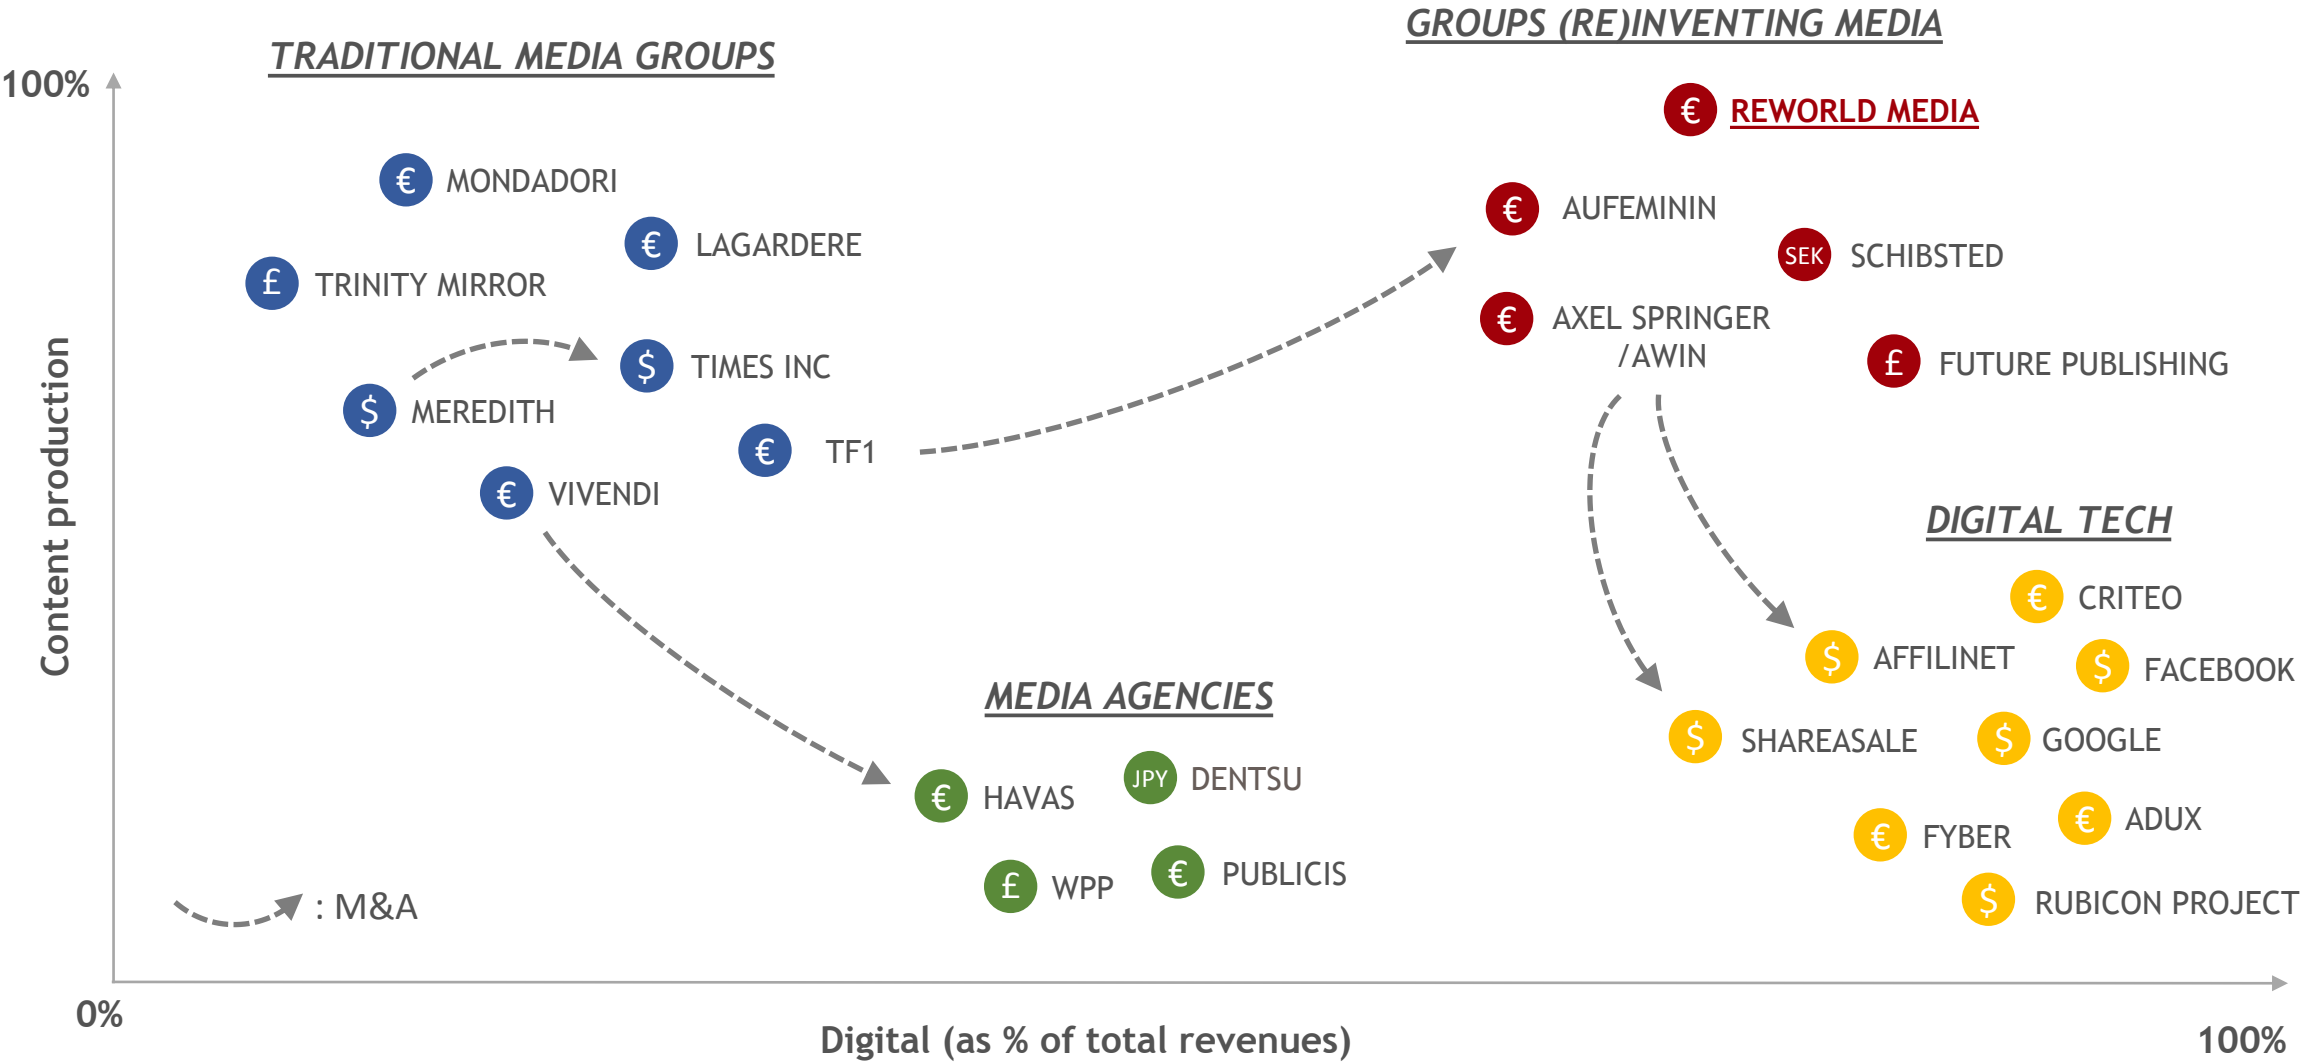 TRADITIONAL MEDIA GROUPS
GROUPS (RE)INVENTING MEDIA
100%
€ REWORLD MEDIA
€ MONDADORI
€ AUFEMININ
€ LAGARDERE
SEK SCHIBSTED
£ TRINITY MIRROR
€ AXEL SPRINGER
/AWIN
$ TIMES INC
£ FUTURE PUBLISHING
$ MEREDITH
€ TF1
€ VIVENDI
Content production
DIGITAL TECH
€ CRITEO
$ AFFILINET
$ FACEBOOK
MEDIA AGENCIES
$ SHAREASALE
$ GOOGLE
JPY DENTSU
€ HAVAS
€ ADUX
€ FYBER
€ PUBLICIS
£ WPP
$ RUBICON PROJECT
: M&A
0%
Digital (as % of total revenues)
100%